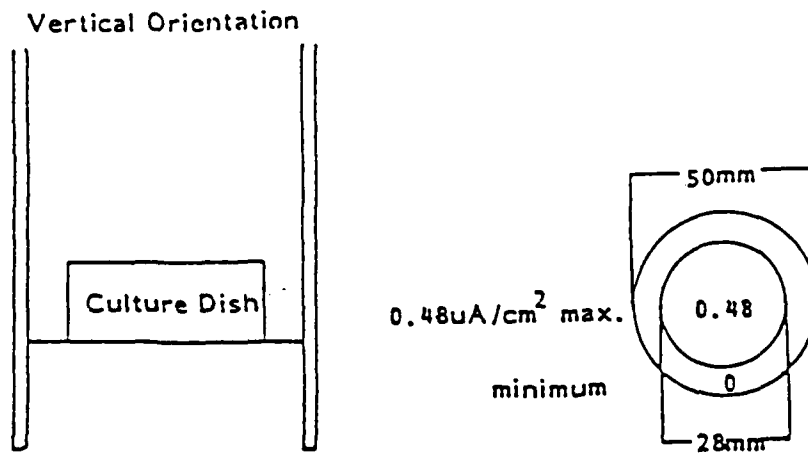 Vertical Orientation
50mm
Culture Dish
0.48uA/cm² max.
0.48
minimum
0
28mm